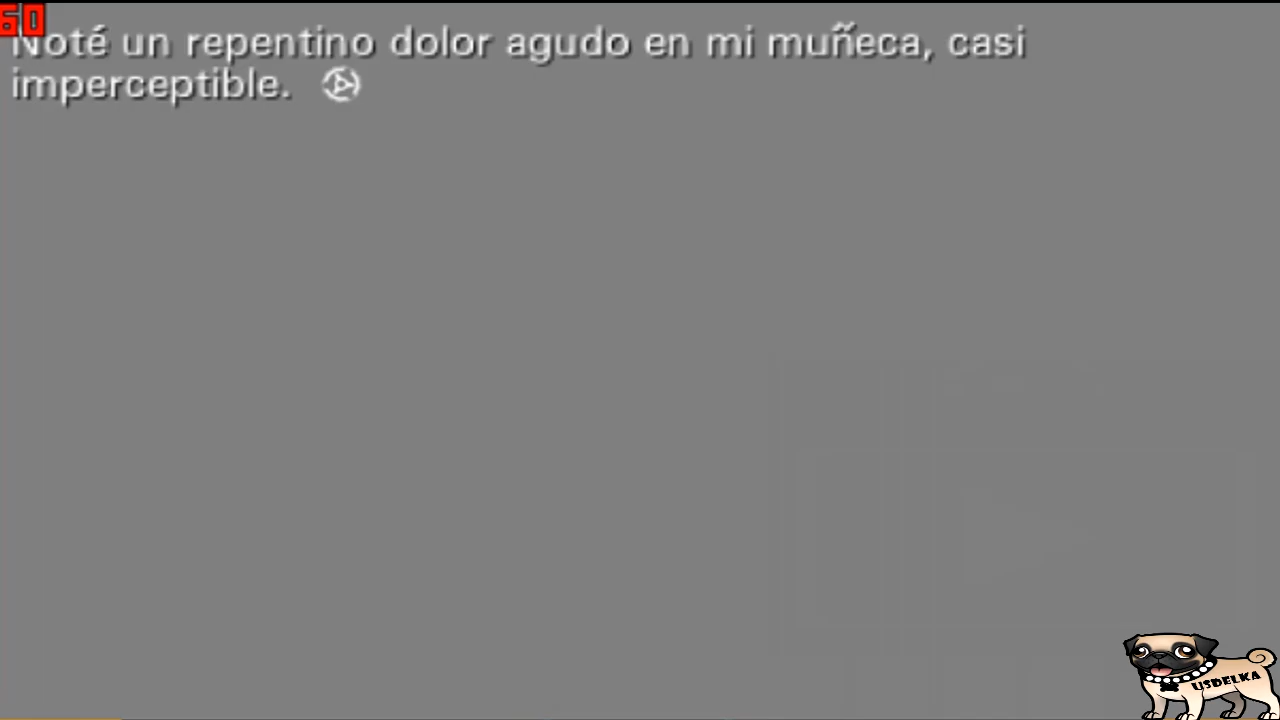 60
Noté un repentino dolor agudo en mi muñeca, casi
imperceptible.
USDELKA